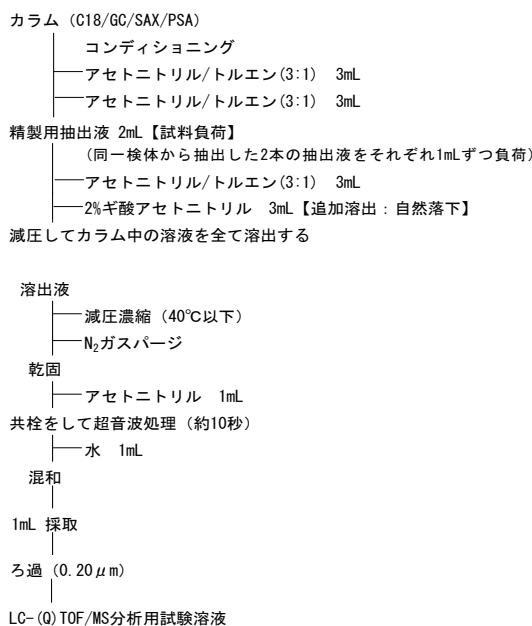 カラム (C18/GC/SAX/PSA)
コンディショニング
アセトニトリル/トルエン(3:1) 3mL
アセトニトリル/トルエン(3:1) 3mL
精製用抽出液 2mL【試料負荷】
(同一検体から抽出した2本の抽出液をそれぞれ1mLずつ負荷)
アセトニトリル/トルエン(3:1) 3mL
2%ギ酸アセトニトリル 3mL【追加溶出：自然落下】
減圧してカラム中の溶液を全て溶出する
溶出液
減圧濃縮 (40℃以下)
N₂ガスパージ
乾固
アセトニトリル 1mL
共栓をして超音波処理 (約10秒)
水 1mL
混和
1mL 採取
ろ過 (0.20μm)
LC-(Q)TOF/MS分析用試験溶液